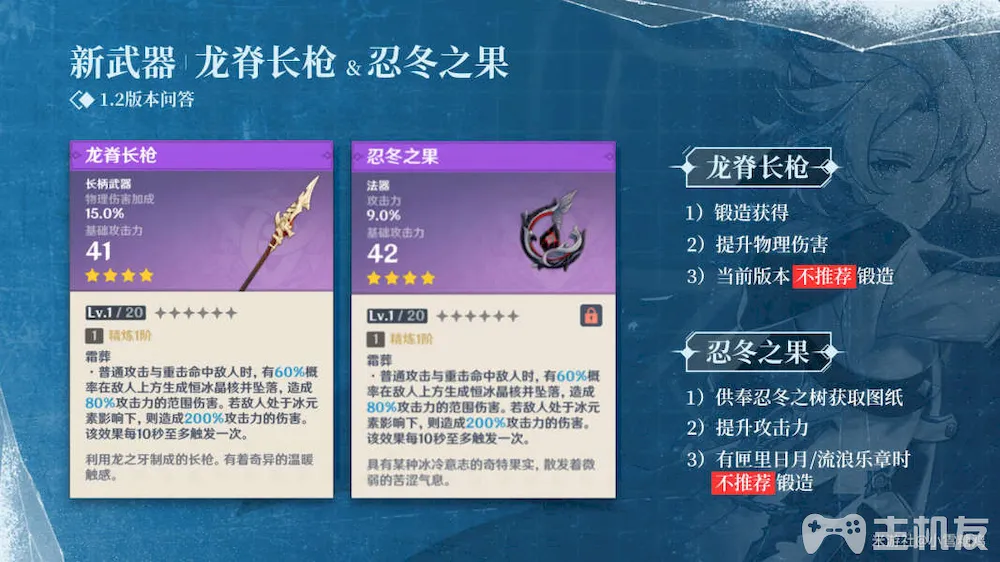 新武器 龙脊长枪 & 忍冬之果
1.2版本问答
龙脊长枪
长柄武器
物理伤害加成
15.0%
基础攻击力
41
Lv.1 / 20
1 精炼1阶
霜葬
·普通攻击与重击命中敌人时，有60%概
率在敌人上方生成恒冰晶核并坠落，造成
80%攻击力的范围伤害。若敌人处于冰元
素影响下，则造成200%攻击力的伤害。
该效果每10秒至多触发一次。
利用龙之牙制成的长枪。有着奇异的温暖
触感。
忍冬之果
法器
攻击力
9.0%
基础攻击力
42
Lv.1 / 20
1 精炼1阶
霜葬
·普通攻击与重击命中敌人时，有60%概
率在敌人上方生成恒冰晶核并坠落，造成
80%攻击力的范围伤害。若敌人处于冰元
素影响下，则造成200%攻击力的伤害。
该效果每10秒至多触发一次。
具有某种冰冷意志的奇特果实，散发着微
弱的苦涩气息。
龙脊长枪
1）锻造获得
2）提升物理伤害
3）当前版本 不推荐 锻造
忍冬之果
1）供奉忍冬之树获取图纸
2）提升攻击力
3）有匣里日月/流浪乐章时
不推荐 锻造
主机友